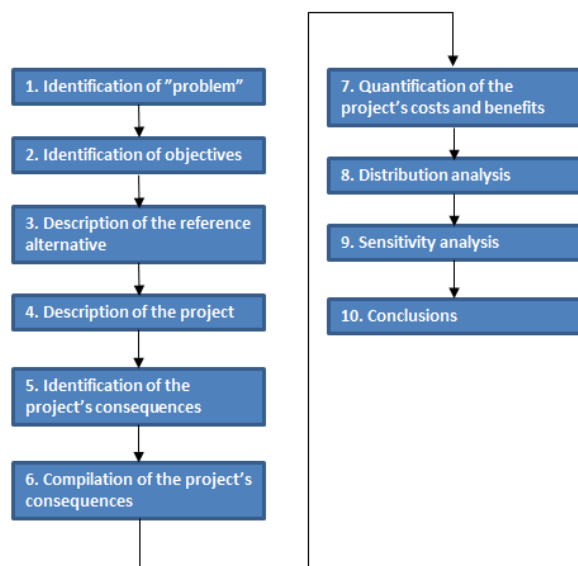 1. Identification of ”problem”
2. Identification of objectives
3. Description of the reference
alternative
4. Description of the project
5. Identification of the
project’s consequences
6. Compilation of the project’s
consequences
7. Quantification of the
project’s costs and benefits
8. Distribution analysis
9. Sensitivity analysis
10. Conclusions